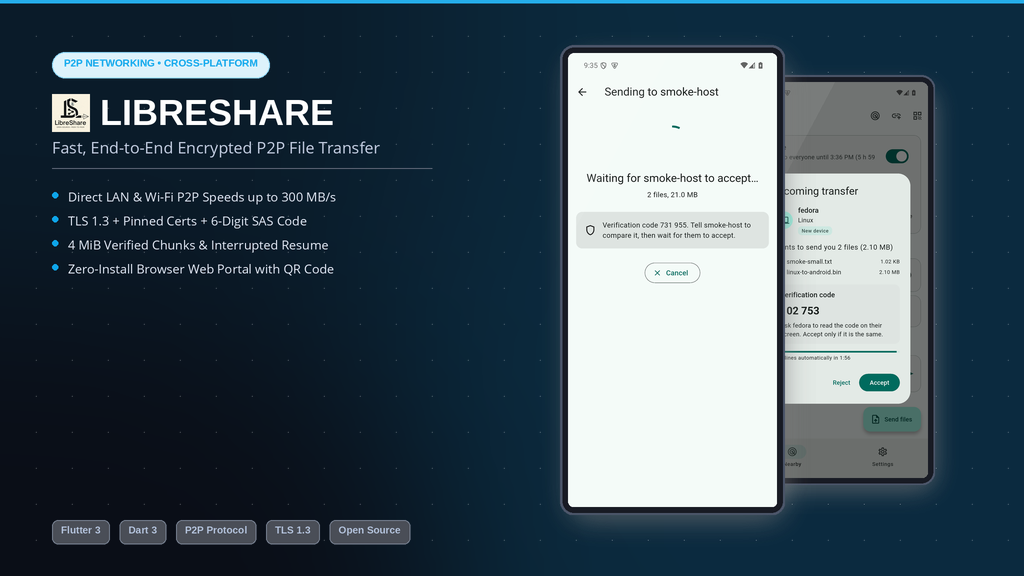 P2P NETWORKING • CROSS-PLATFORM
LibreShare
LIBRESHARE
Fast, End-to-End Encrypted P2P File Transfer
Direct LAN & Wi-Fi P2P Speeds up to 300 MB/s
TLS 1.3 + Pinned Certs + 6-Digit SAS Code
4 MiB Verified Chunks & Interrupted Resume
Zero-Install Browser Web Portal with QR Code
Flutter 3
Dart 3
P2P Protocol
TLS 1.3
Open Source
9:35
Sending to smoke-host
Waiting for smoke-host to accept...
2 files, 21.0 MB
Verification code 731 955. Tell smoke-host to
compare it, then wait for them to accept.
Cancel
everyone until 3:36 PM (5 h 59
coming transfer
fedora
Linux
New device
nts to send you 2 files (2.10 MB)
smoke-small.txt 1.02 KB
linux-to-android.bin 2.10 MB
erification code
02 753
sk fedora to read the code on their
creen. Accept only if it is the same.
lines automatically in 1:56
Reject
Accept
Send files
earby
Settings